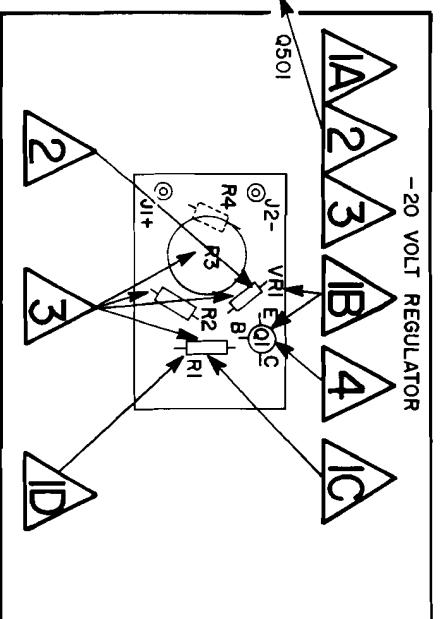 -20 VOLT REGULATOR
1A 2 3 1B 4 1C
Q501
J2-
J1+
R4
R3
VR1
E
B
Q1
C
R2
R1
2 3 1D